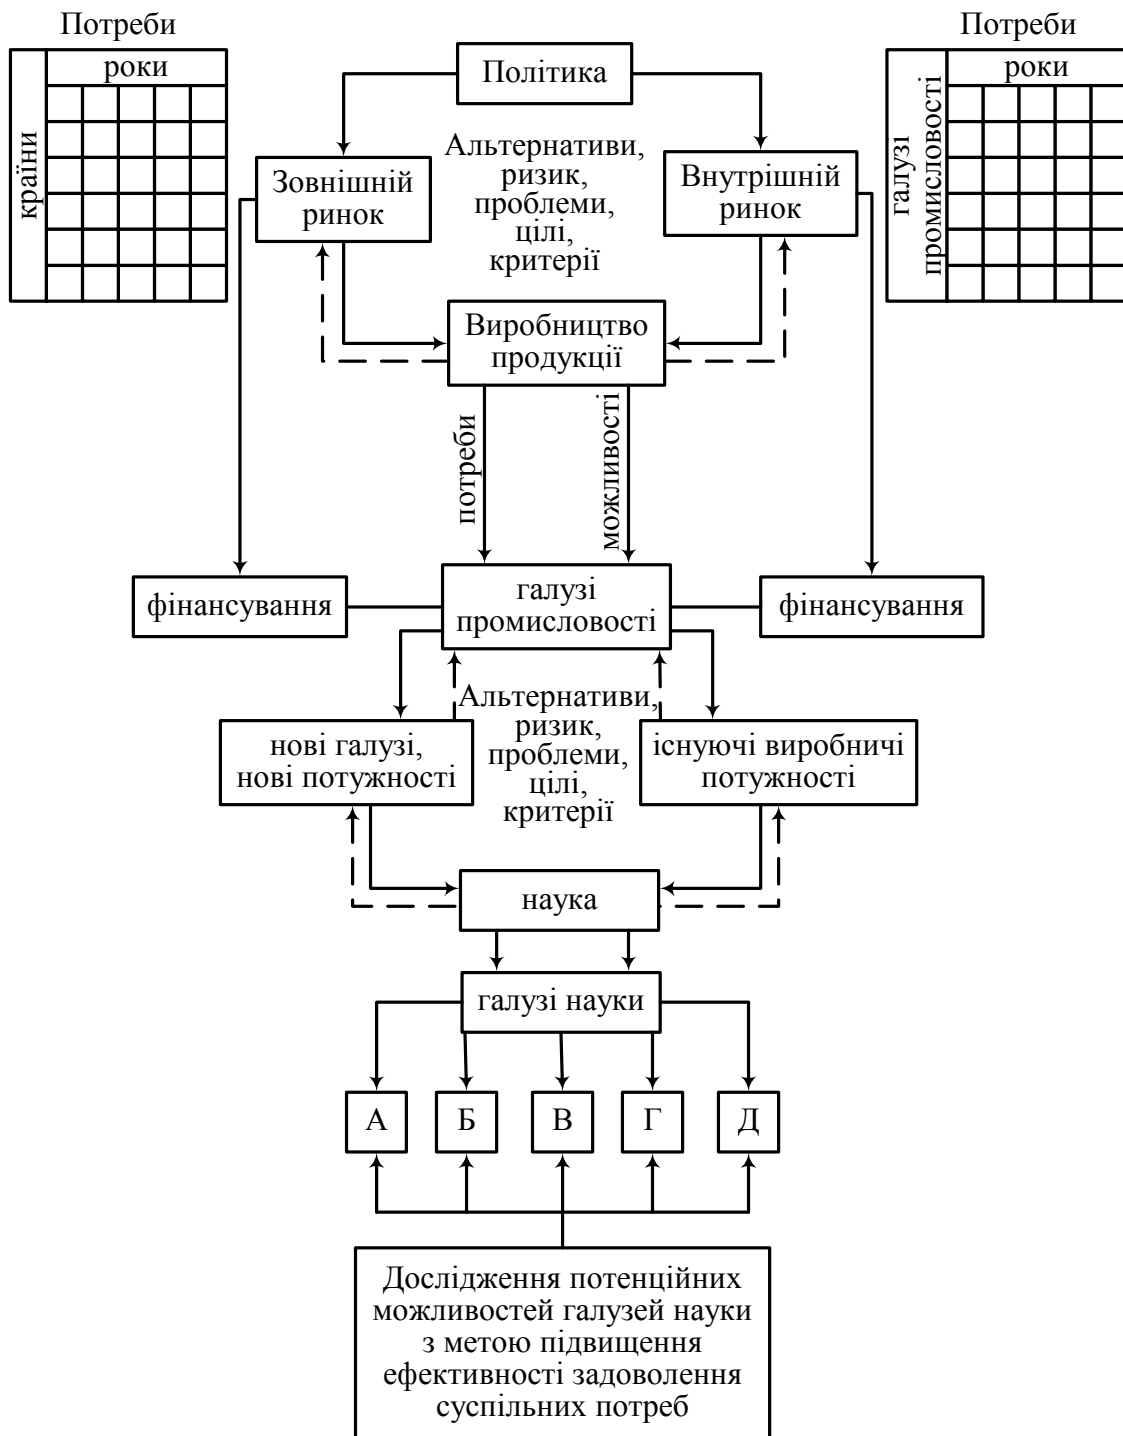 Потреби
роки
країни
Потреби
роки
галузі
промисловості
Політика
Зовнішній
ринок
Альтернативи,
ризик,
проблеми,
цілі,
критерії
Внутрішній
ринок
Виробництво
продукції
потреби
можливості
фінансування
галузі
промисловості
фінансування
нові галузі,
нові потужності
Альтернативи,
ризик,
проблеми,
цілі,
критерії
існуючі виробничі
потужності
наука
галузі науки
А
Б
В
Г
Д
Дослідження потенційних
можливостей галузей науки
з метою підвищення
ефективності задоволення
суспільних потреб